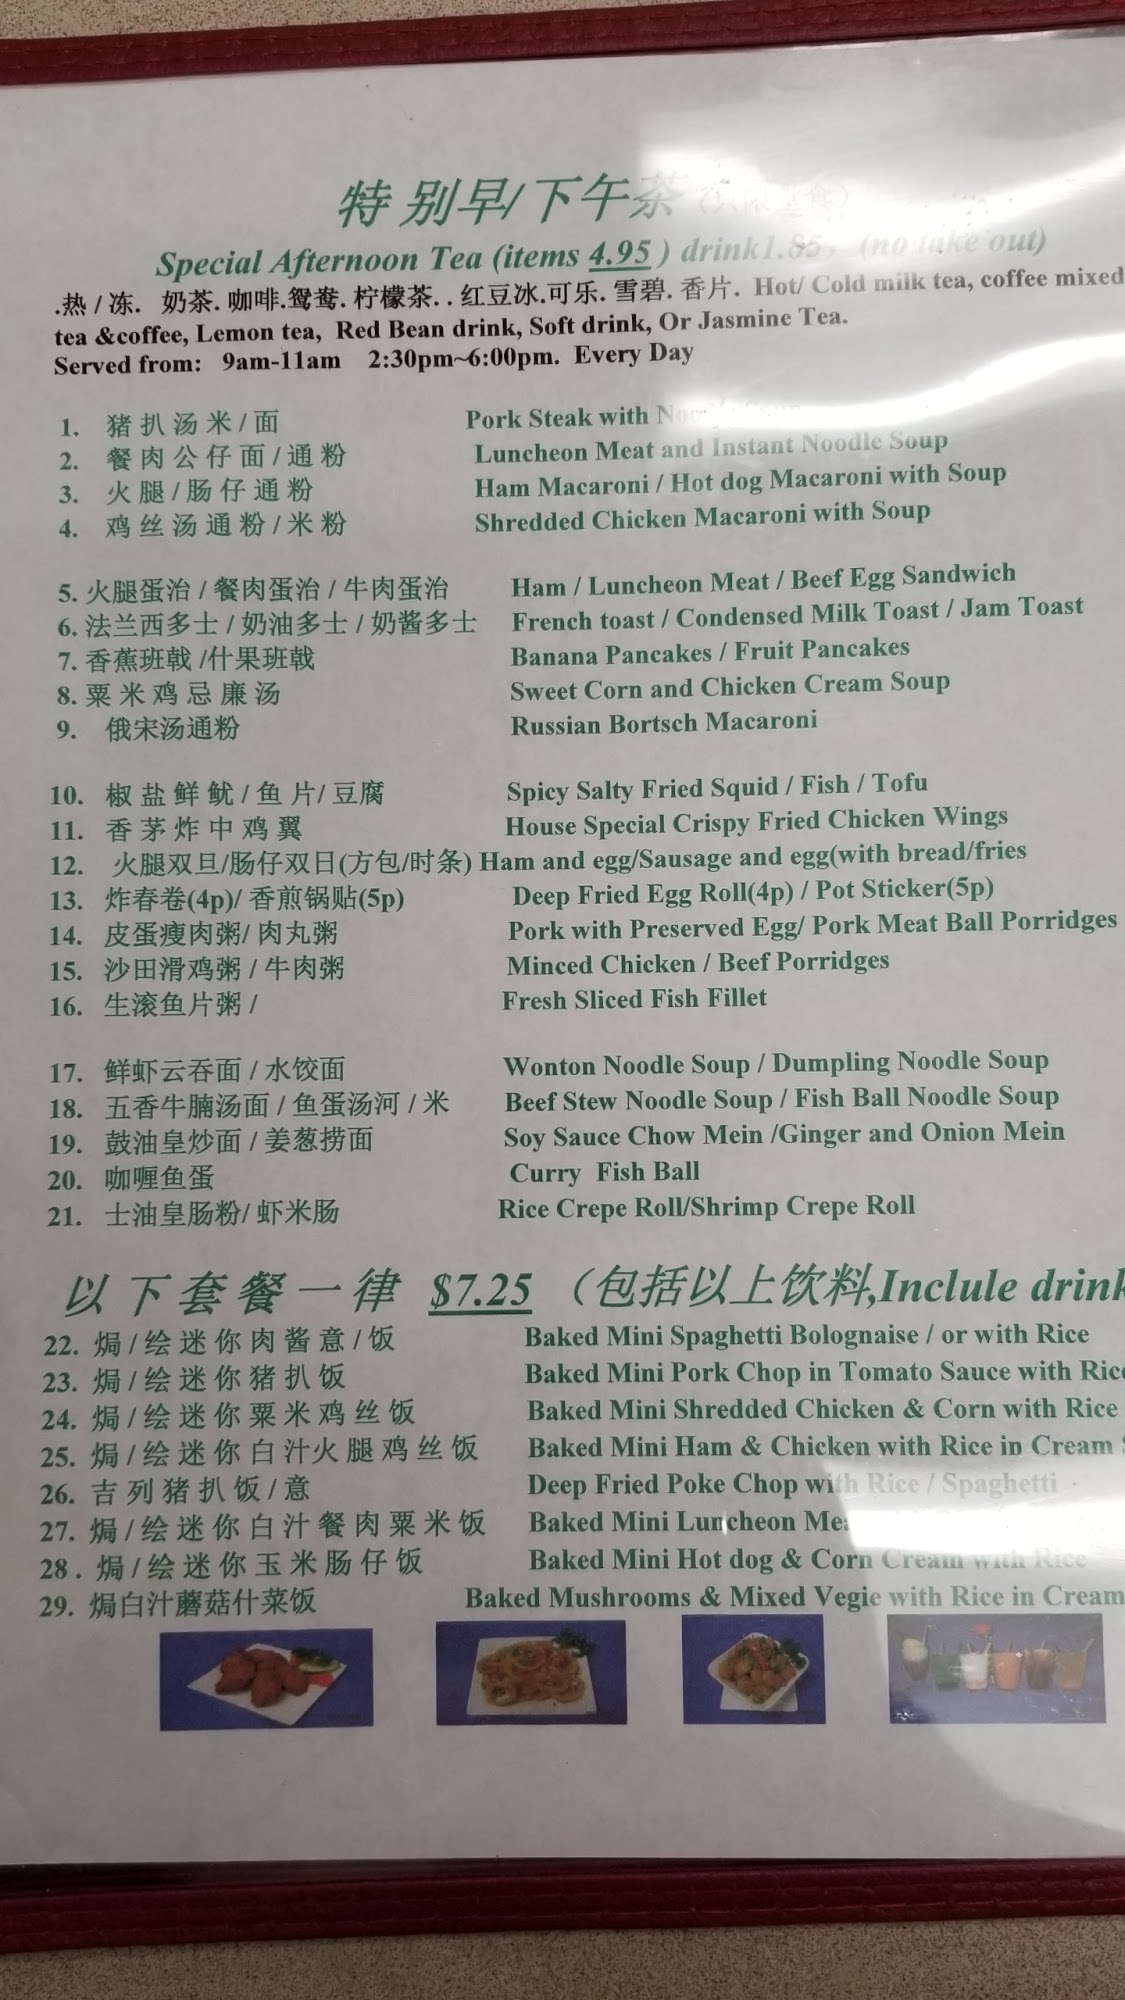 特别早/下午茶 (只限堂食)
Special Afternoon Tea (items 4.95 ) drink1.85, (no take out)
.热 / 冻. 奶茶. 咖啡.鸳鸯. 柠檬茶. . 红豆冰.可乐. 雪碧. 香片. Hot/ Cold milk tea, coffee mixed
tea &coffee, Lemon tea, Red Bean drink, Soft drink, Or Jasmine Tea.
Served from: 9am-11am 2:30pm~6:00pm. Every Day
1. 猪扒汤米/面 Pork Steak with
2. 餐肉公仔面/通粉 Luncheon Meat and Instant Noodle Soup
3. 火腿/肠仔通粉 Ham Macaroni / Hot dog Macaroni with Soup
4. 鸡丝汤通粉/米粉 Shredded Chicken Macaroni with Soup
5. 火腿蛋治 / 餐肉蛋治 / 牛肉蛋治 Ham / Luncheon Meat / Beef Egg Sandwich
6. 法兰西多士 / 奶油多士 / 奶酱多士 French toast / Condensed Milk Toast / Jam Toast
7. 香蕉班戟 /什果班戟 Banana Pancakes / Fruit Pancakes
8. 粟米鸡忌廉汤 Sweet Corn and Chicken Cream Soup
9. 俄宋汤通粉 Russian Bortsch Macaroni
10. 椒盐鲜鱿/鱼片/豆腐 Spicy Salty Fried Squid / Fish / Tofu
11. 香茅炸中鸡翼 House Special Crispy Fried Chicken Wings
12. 火腿双旦/肠仔双日(方包/时条) Ham and egg/Sausage and egg(with bread/fries
13. 炸春卷(4p)/ 香煎锅贴(5p) Deep Fried Egg Roll(4p) / Pot Sticker(5p)
14. 皮蛋瘦肉粥/ 肉丸粥 Pork with Preserved Egg/ Pork Meat Ball Porridges
15. 沙田滑鸡粥 / 牛肉粥 Minced Chicken / Beef Porridges
16. 生滚鱼片粥 / Fresh Sliced Fish Fillet
17. 鲜虾云吞面 / 水饺面 Wonton Noodle Soup / Dumpling Noodle Soup
18. 五香牛腩汤面 / 鱼蛋汤河 / 米 Beef Stew Noodle Soup / Fish Ball Noodle Soup
19. 鼓油皇炒面 / 姜葱捞面 Soy Sauce Chow Mein /Ginger and Onion Mein
20. 咖喱鱼蛋 Curry Fish Ball
21. 士油皇肠粉/ 虾米肠 Rice Crepe Roll/Shrimp Crepe Roll
以下套餐一律 $7.25 （包括以上饮料,Inclule drink
22. 焗/绘迷你肉酱意/饭 Baked Mini Spaghetti Bolognaise / or with Rice
23. 焗/绘迷你猪扒饭 Baked Mini Pork Chop in Tomato Sauce with Rice
24. 焗/绘迷你粟米鸡丝饭 Baked Mini Shredded Chicken & Corn with Rice
25. 焗/绘迷你白汁火腿鸡丝饭 Baked Mini Ham & Chicken with Rice in Cream
26. 吉列猪扒饭/意 Deep Fried Poke Chop with Rice / Spaghetti
27. 焗/绘迷你白汁餐肉粟米饭 Baked Mini Luncheon
28 . 焗/绘迷你玉米肠仔饭 Baked Mini Hot dog & Corn Cream with Rice
29. 焗白汁蘑菇什菜饭 Baked Mushrooms & Mixed Vegie with Rice in Cream